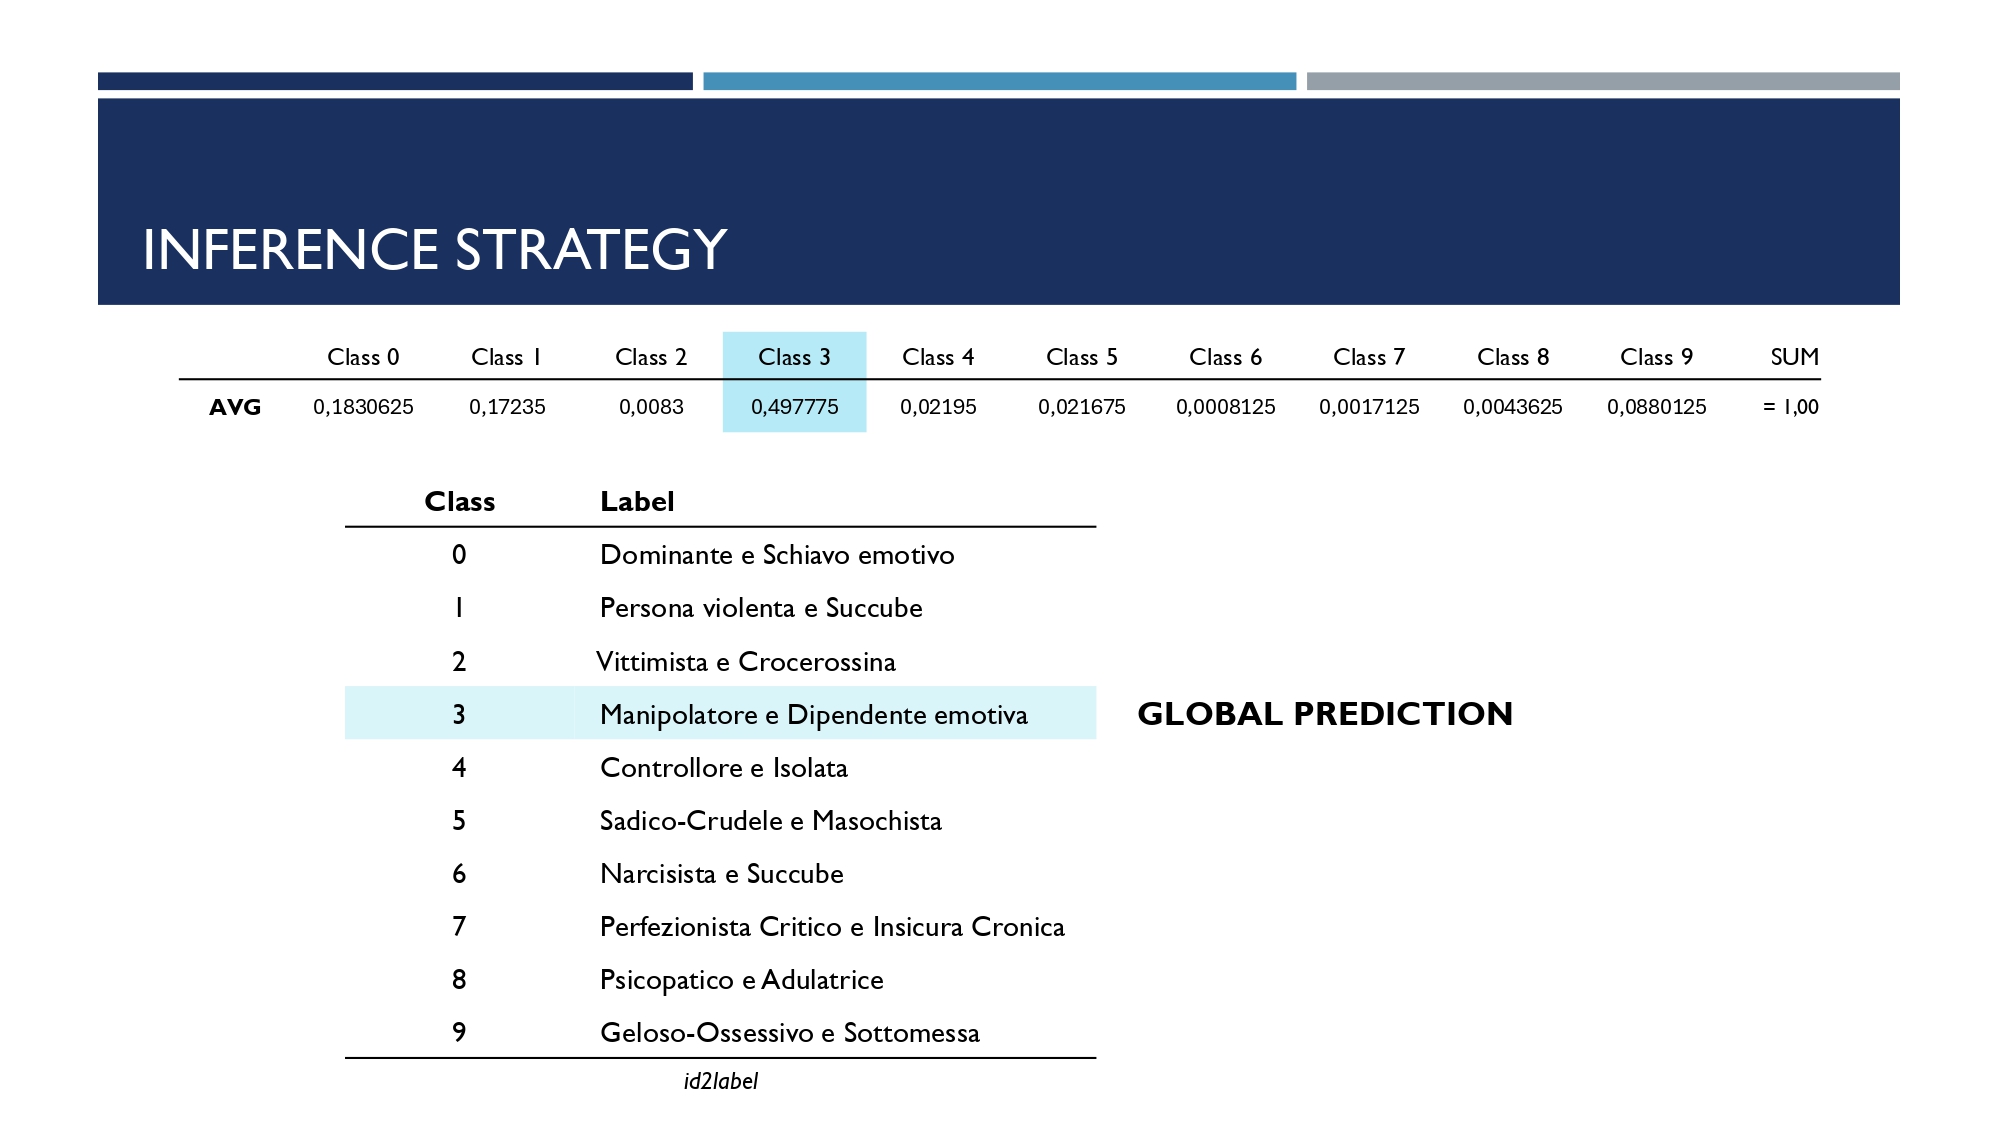 INFERENCE STRATEGY
Class 0 Class 1 Class 2 Class 3 Class 4 Class 5 Class 6 Class 7 Class 8 Class 9 SUM
AVG 0,1830625 0,17235 0,0083 0,497775 0,02195 0,021675 0,0008125 0,0017125 0,0043625 0,0880125 = 1,00
Class Label
0 Dominante e Schiavo emotivo
1 Persona violenta e Succube
2 Vittimista e Crocerossina
3 Manipolatore e Dipendente emotiva GLOBAL PREDICTION
4 Controllore e Isolata
5 Sadico-Crudele e Masochista
6 Narcisista e Succube
7 Perfezionista Critico e Insicura Cronica
8 Psicopatico e Adulatrice
9 Geloso-Ossessivo e Sottomessa
id2label